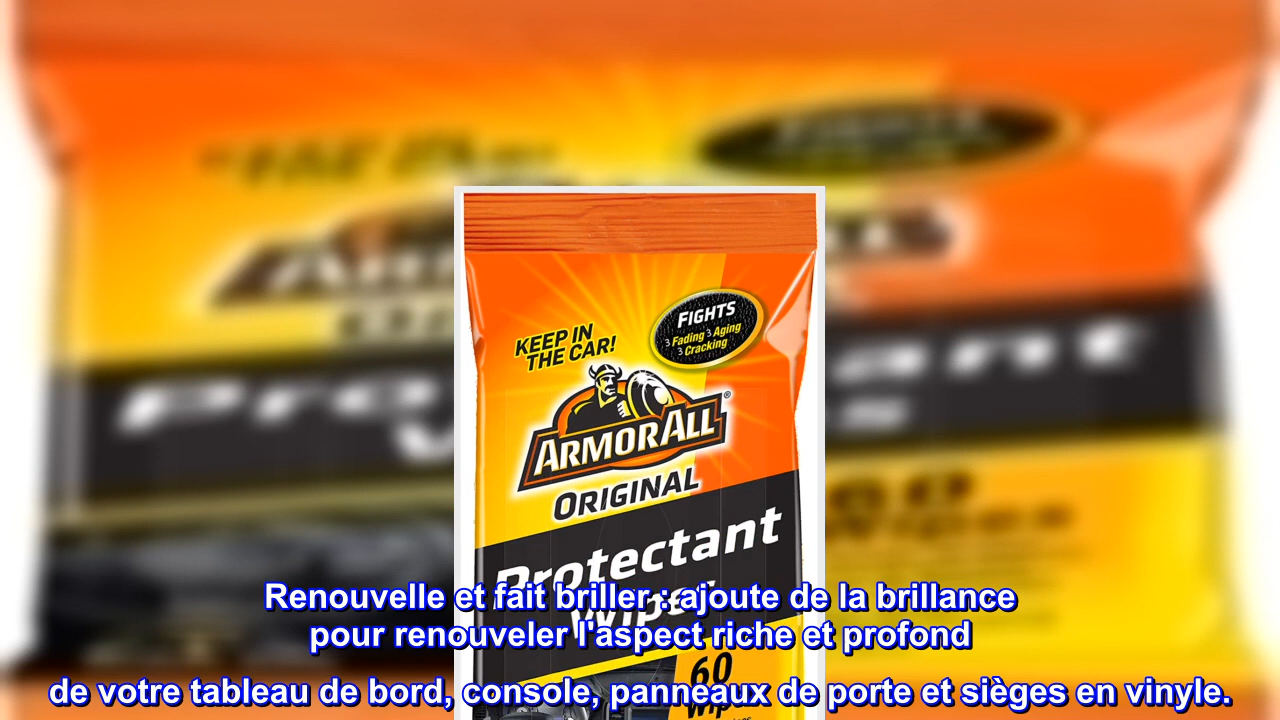 KEEP IN
THE CAR!
FIGHTS
Fading Aging
Cracking
ARMORALL®
ORIGINAL
Protectant
Wipes
60
Renouvelle et fait briller : ajoute de la brillance
pour renouveler l'aspect riche et profond
de votre tableau de bord, console, panneaux de porte et sièges en vinyle.